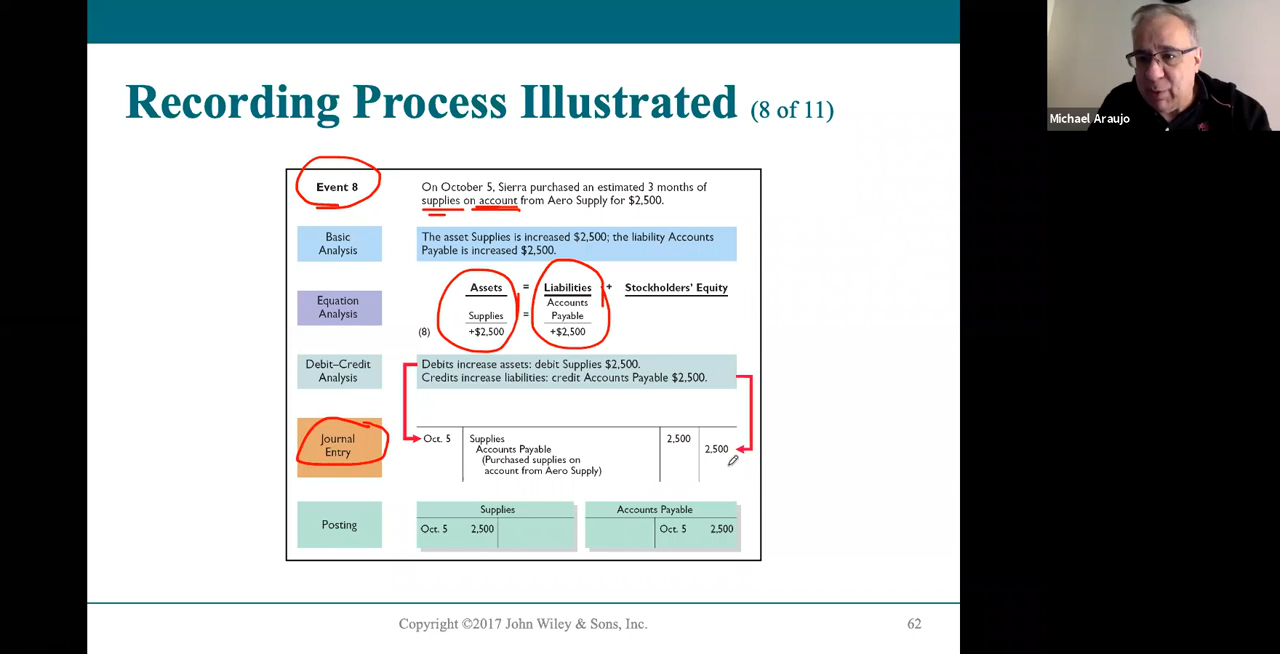 Recording Process Illustrated (8 of 11)
Michael Araujo
Event 8
On October 5, Sierra purchased an estimated 3 months of
supplies on account from Aero Supply for $2,500.
Basic
Analysis
The asset Supplies is increased $2,500; the liability Accounts
Payable is increased $2,500.
Equation
Analysis
Assets = Liabilities + Stockholders' Equity
Accounts
Supplies = Payable
(8) +$2,500 +$2,500
Debit–Credit
Analysis
Debits increase assets: debit Supplies $2,500.
Credits increase liabilities: credit Accounts Payable $2,500.
Journal
Entry
Oct. 5 Supplies 2,500
Accounts Payable 2,500
(Purchased supplies on
account from Aero Supply)
Posting
Supplies Accounts Payable
Oct. 5 2,500 Oct. 5 2,500
Copyright ©2017 John Wiley & Sons, Inc. 62